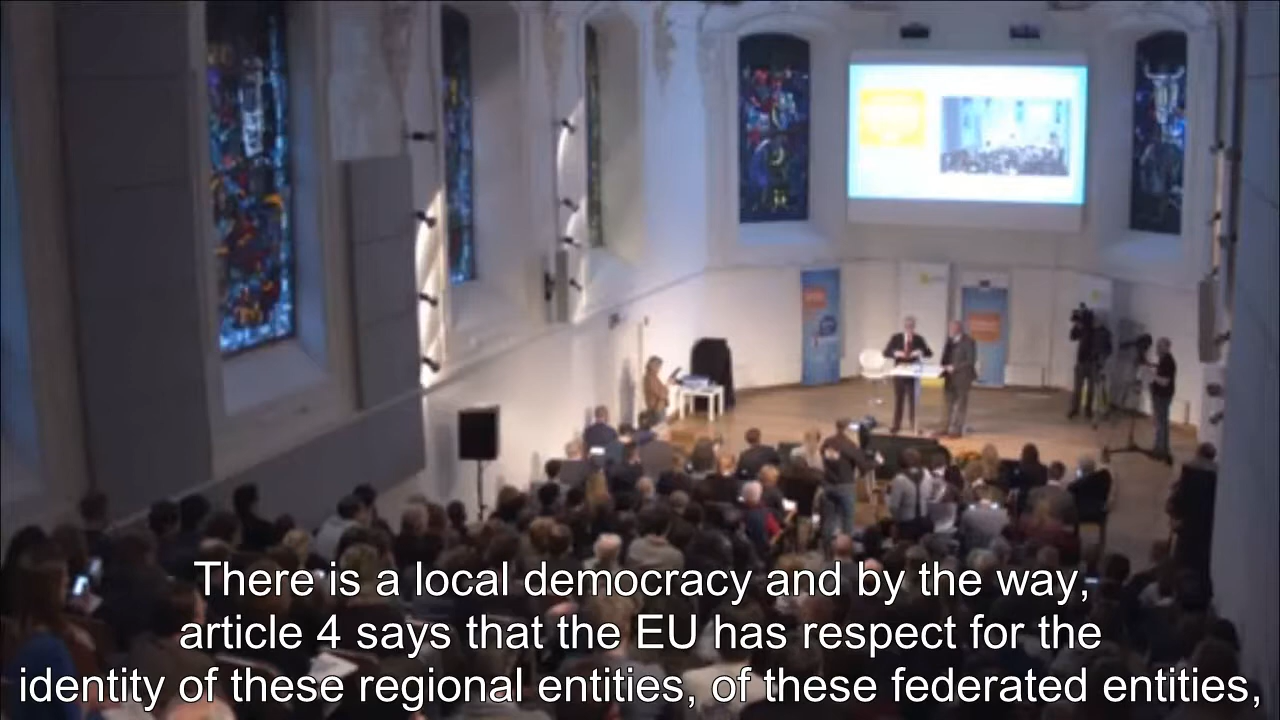 There is a local democracy and by the way,
article 4 says that the EU has respect for the
identity of these regional entities, of these federated entities,